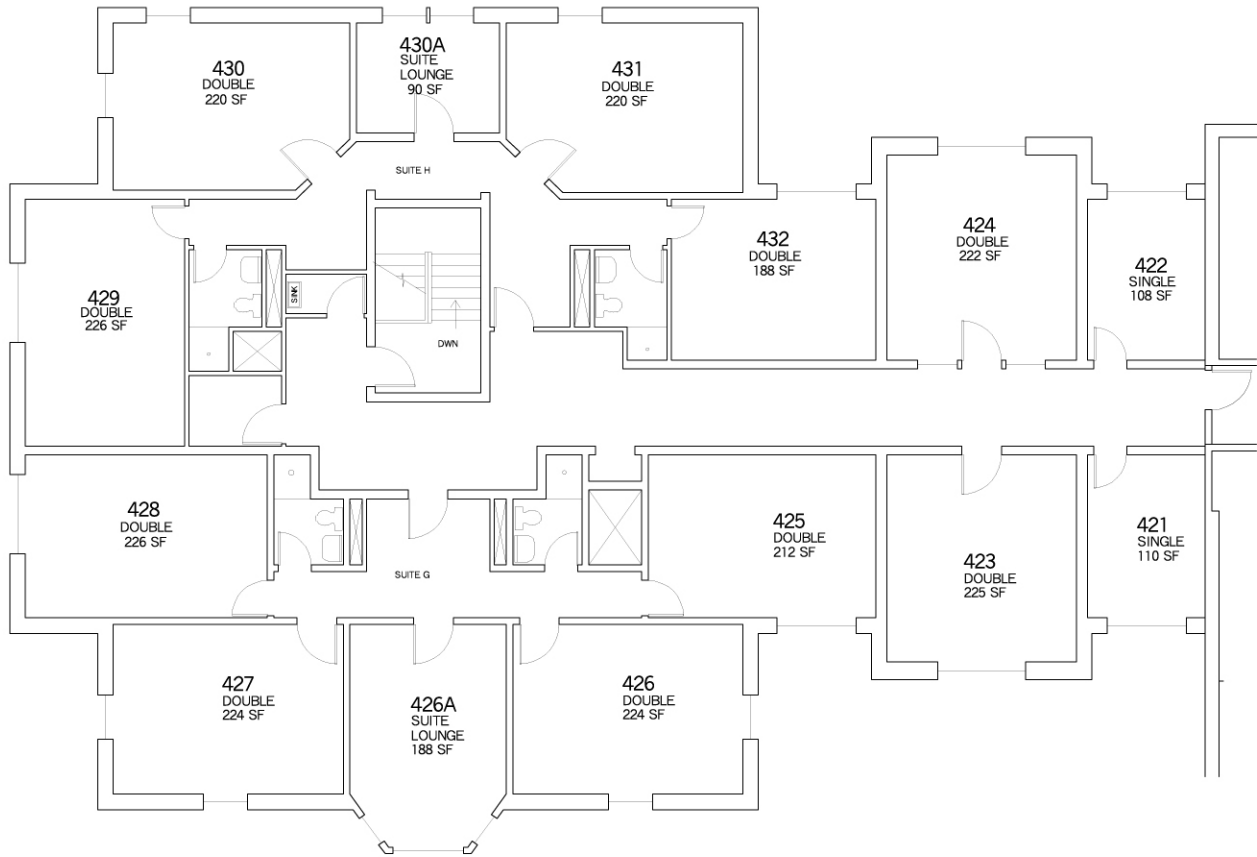 430
DOUBLE
220 SF
430A
SUITE
LOUNGE
90 SF
431
DOUBLE
220 SF
SUITE H
429
DOUBLE
226 SF
SINK
DWN
432
DOUBLE
188 SF
424
DOUBLE
222 SF
422
SINGLE
108 SF
428
DOUBLE
226 SF
SUITE G
425
DOUBLE
212 SF
423
DOUBLE
225 SF
421
SINGLE
110 SF
427
DOUBLE
224 SF
426A
SUITE
LOUNGE
188 SF
426
DOUBLE
224 SF